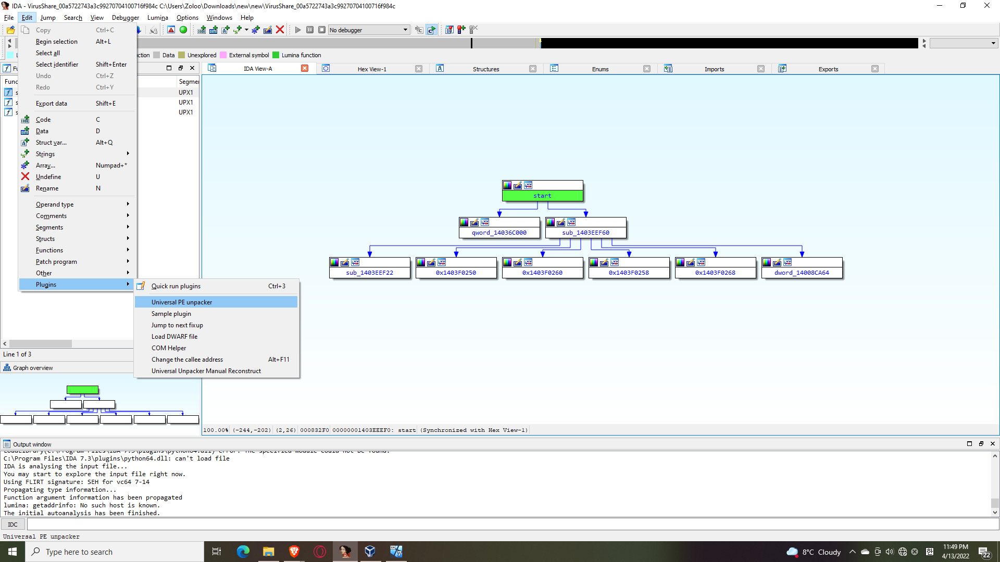 IDA - VirusShare_00a5722743a3c99270704100716f984c C:\Users\Zoloo\Downloads\new\new\VirusShare_00a5722743a3c99270704100716f984c
File Edit Jump Search View Debugger Lumina Options Windows Help
No debugger
Copy Ctrl+C
Begin selection Alt+L
Select all
Select identifier Shift+Enter
Undo Ctrl+Z
Redo Ctrl+Y
Export data Shift+E
Code C
Data D
Struct var... Alt+Q
Strings
Array... Numpad+*
Undefine U
Rename N
Operand type
Comments
Segments
Structs
Functions
Patch program
Other
Plugins
Quick run plugins Ctrl+3
Universal PE unpacker
Sample plugin
Jump to next fixup
Load DWARF file
COM Helper
Change the callee address Alt+F11
Universal Unpacker Manual Reconstruct
Data Unexplored External symbol Lumina function
IDA View-A Hex View-1 Structures Enums Imports Exports
UPX1
UPX1
UPX1
start
qword_14036C000 sub_1403EEF60
sub_1403EEF22 0x1403F0250 0x1403F0260 0x1403F0258 0x1403F0268 dword_14008CA64
Line 1 of 3
Graph overview
100.00% (-244,-202) (2,26) 000832F0 00000001403EEEF0: start (Synchronized with Hex View-1)
Output window
C:\Program Files\IDA 7.3\plugins\python64.dll: can't load file
IDA is analysing the input file...
You may start to explore the input file right now.
Using FLIRT signature: SEH for vc64 7-14
Propagating type information...
Function argument information has been propagated
lumina: getaddrinfo: No such host is known.
The initial autoanalysis has been finished.
IDC
Universal PE unpacker
Type here to search
8°C Cloudy
11:49 PM
4/13/2022
22